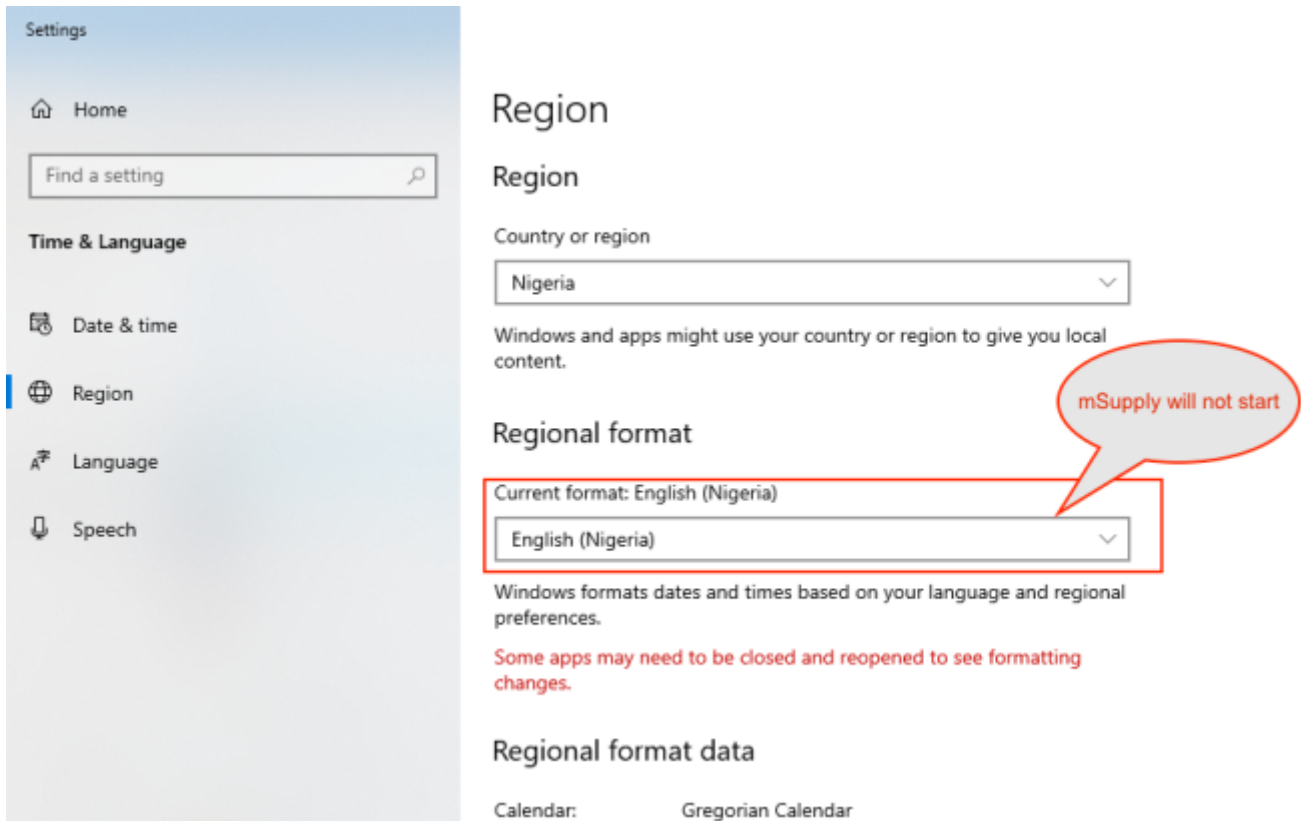 Settings
Home
Find a setting
Time & Language
Date & time
Region
Language
Speech
Region
Region
Country or region
Nigeria
Windows and apps might use your country or region to give you local
content.
mSupply will not start
Regional format
Current format: English (Nigeria)
English (Nigeria)
Windows formats dates and times based on your language and regional
preferences.
Some apps may need to be closed and reopened to see formatting
changes.
Regional format data
Calendar: Gregorian Calendar